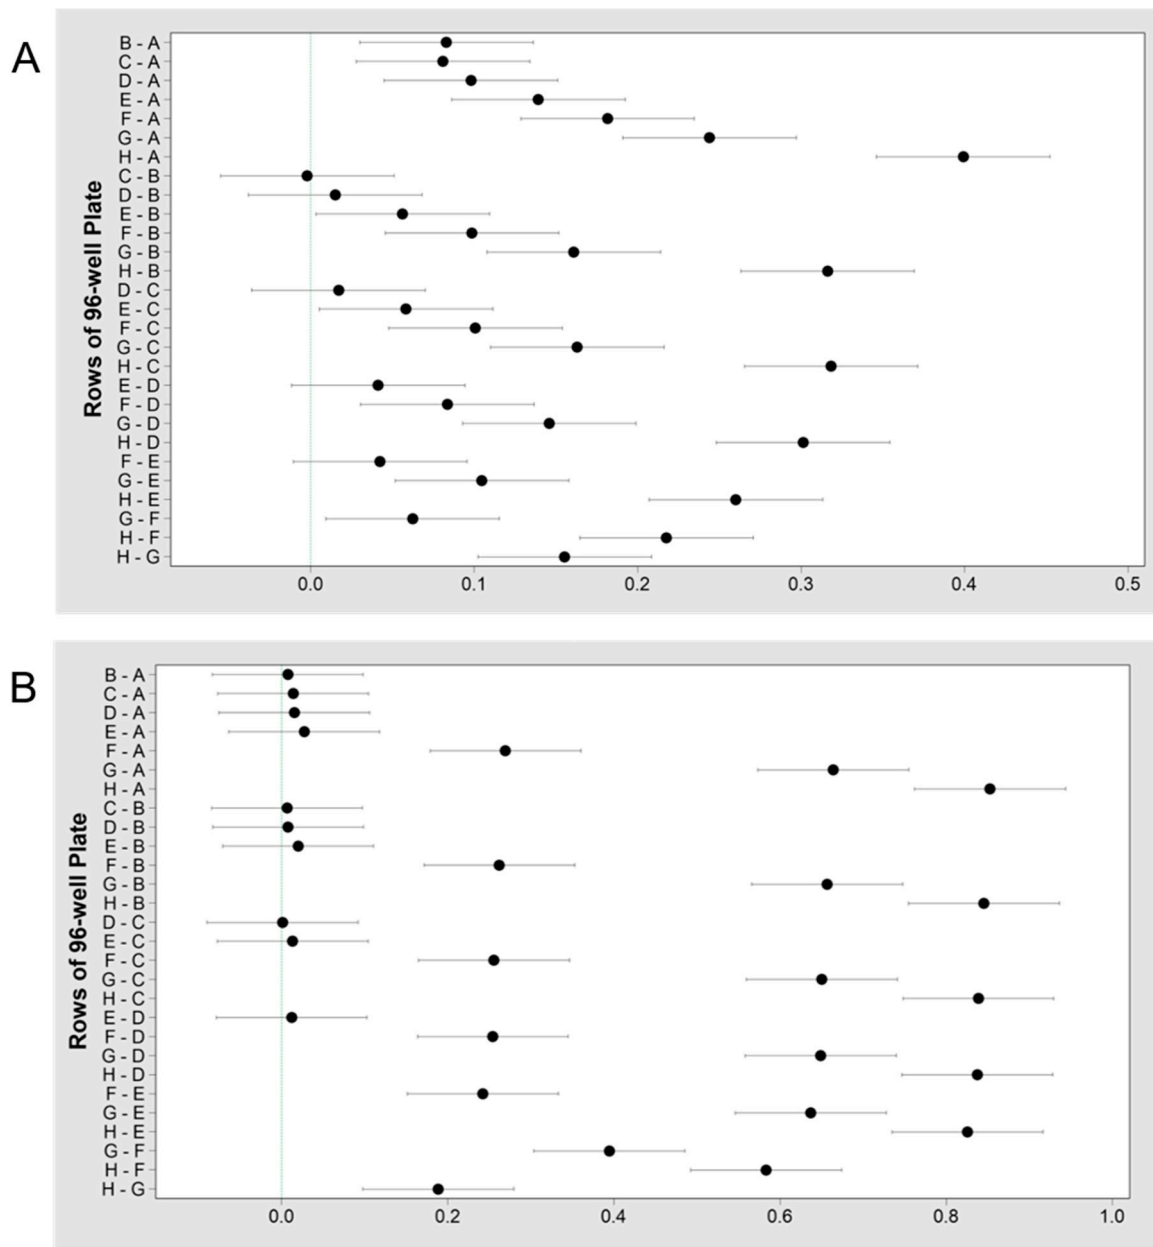 A
Rows of 96-well Plate
B - A
C - A
D - A
E - A
F - A
G - A
H - A
C - B
D - B
E - B
F - B
G - B
H - B
D - C
E - C
F - C
G - C
H - C
E - D
F - D
G - D
H - D
F - E
G - E
H - E
G - F
H - F
H - G
0.0 0.1 0.2 0.3 0.4 0.5
B
Rows of 96-well Plate
B - A
C - A
D - A
E - A
F - A
G - A
H - A
C - B
D - B
E - B
F - B
G - B
H - B
D - C
E - C
F - C
G - C
H - C
E - D
F - D
G - D
H - D
F - E
G - E
H - E
G - F
H - F
H - G
0.0 0.2 0.4 0.6 0.8 1.0